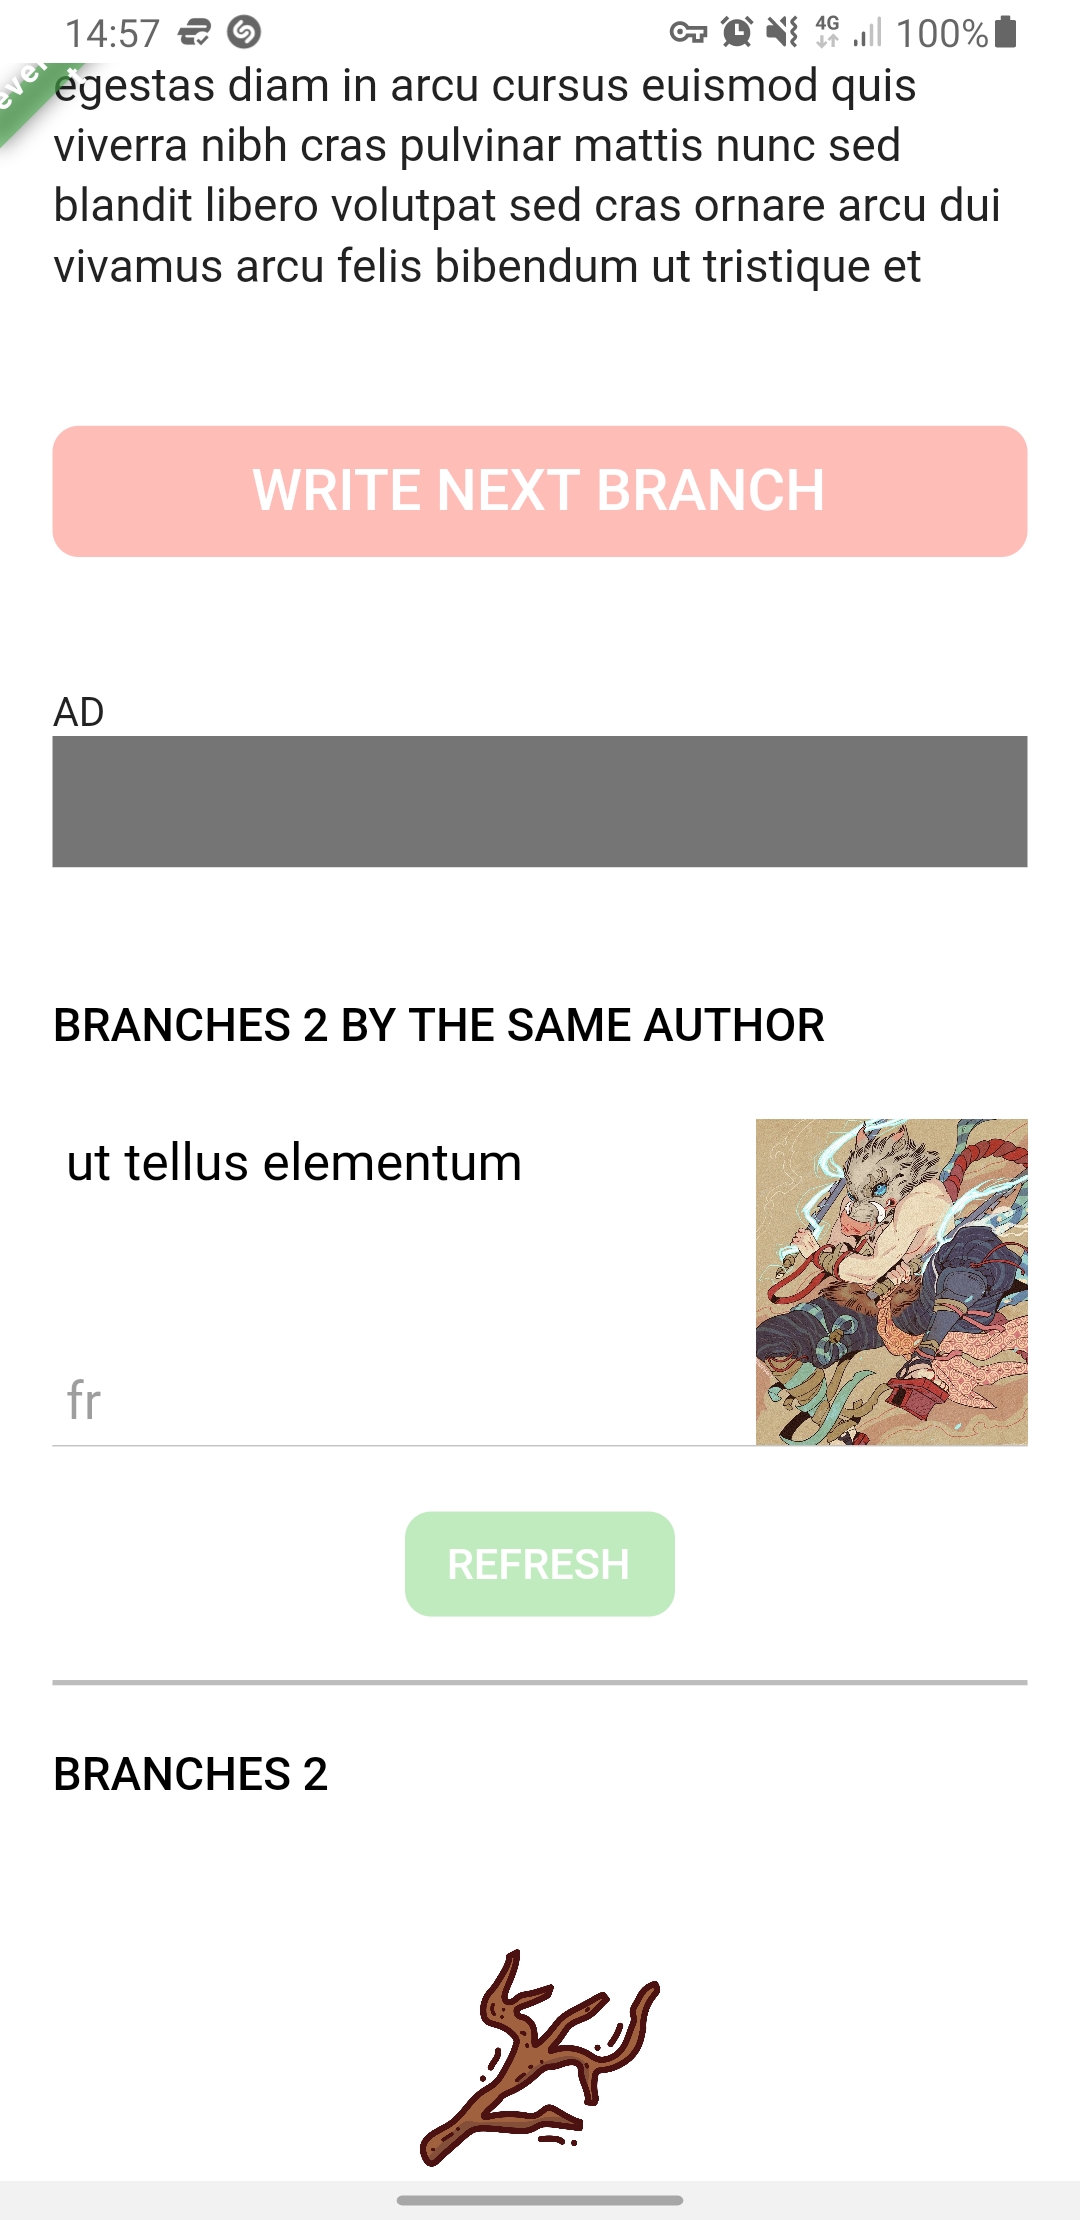 14:57
4G
100%
egestas diam in arcu cursus euismod quis
viverra nibh cras pulvinar mattis nunc sed
blandit libero volutpat sed cras ornare arcu dui
vivamus arcu felis bibendum ut tristique et
WRITE NEXT BRANCH
AD
BRANCHES 2 BY THE SAME AUTHOR
ut tellus elementum
fr
REFRESH
BRANCHES 2